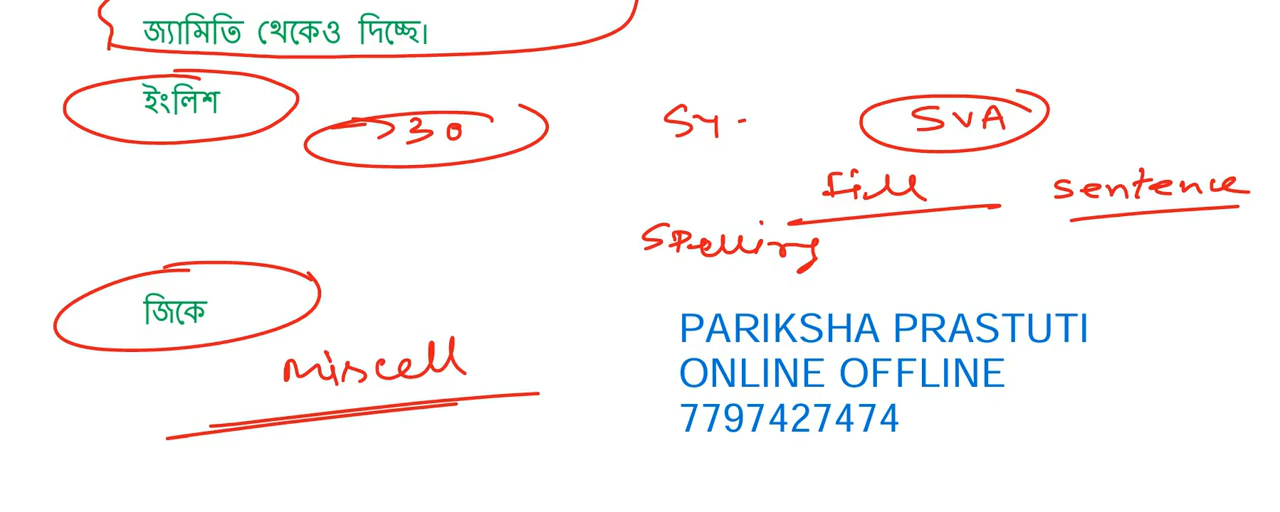 জ্যামিতি থেকেও দিচ্ছে।
ইংলিশ
→30 Sy- SVA
Fill sentence
Spelling
জিকে
miscell
PARIKSHA PRASTUTI
ONLINE OFFLINE
7797427474